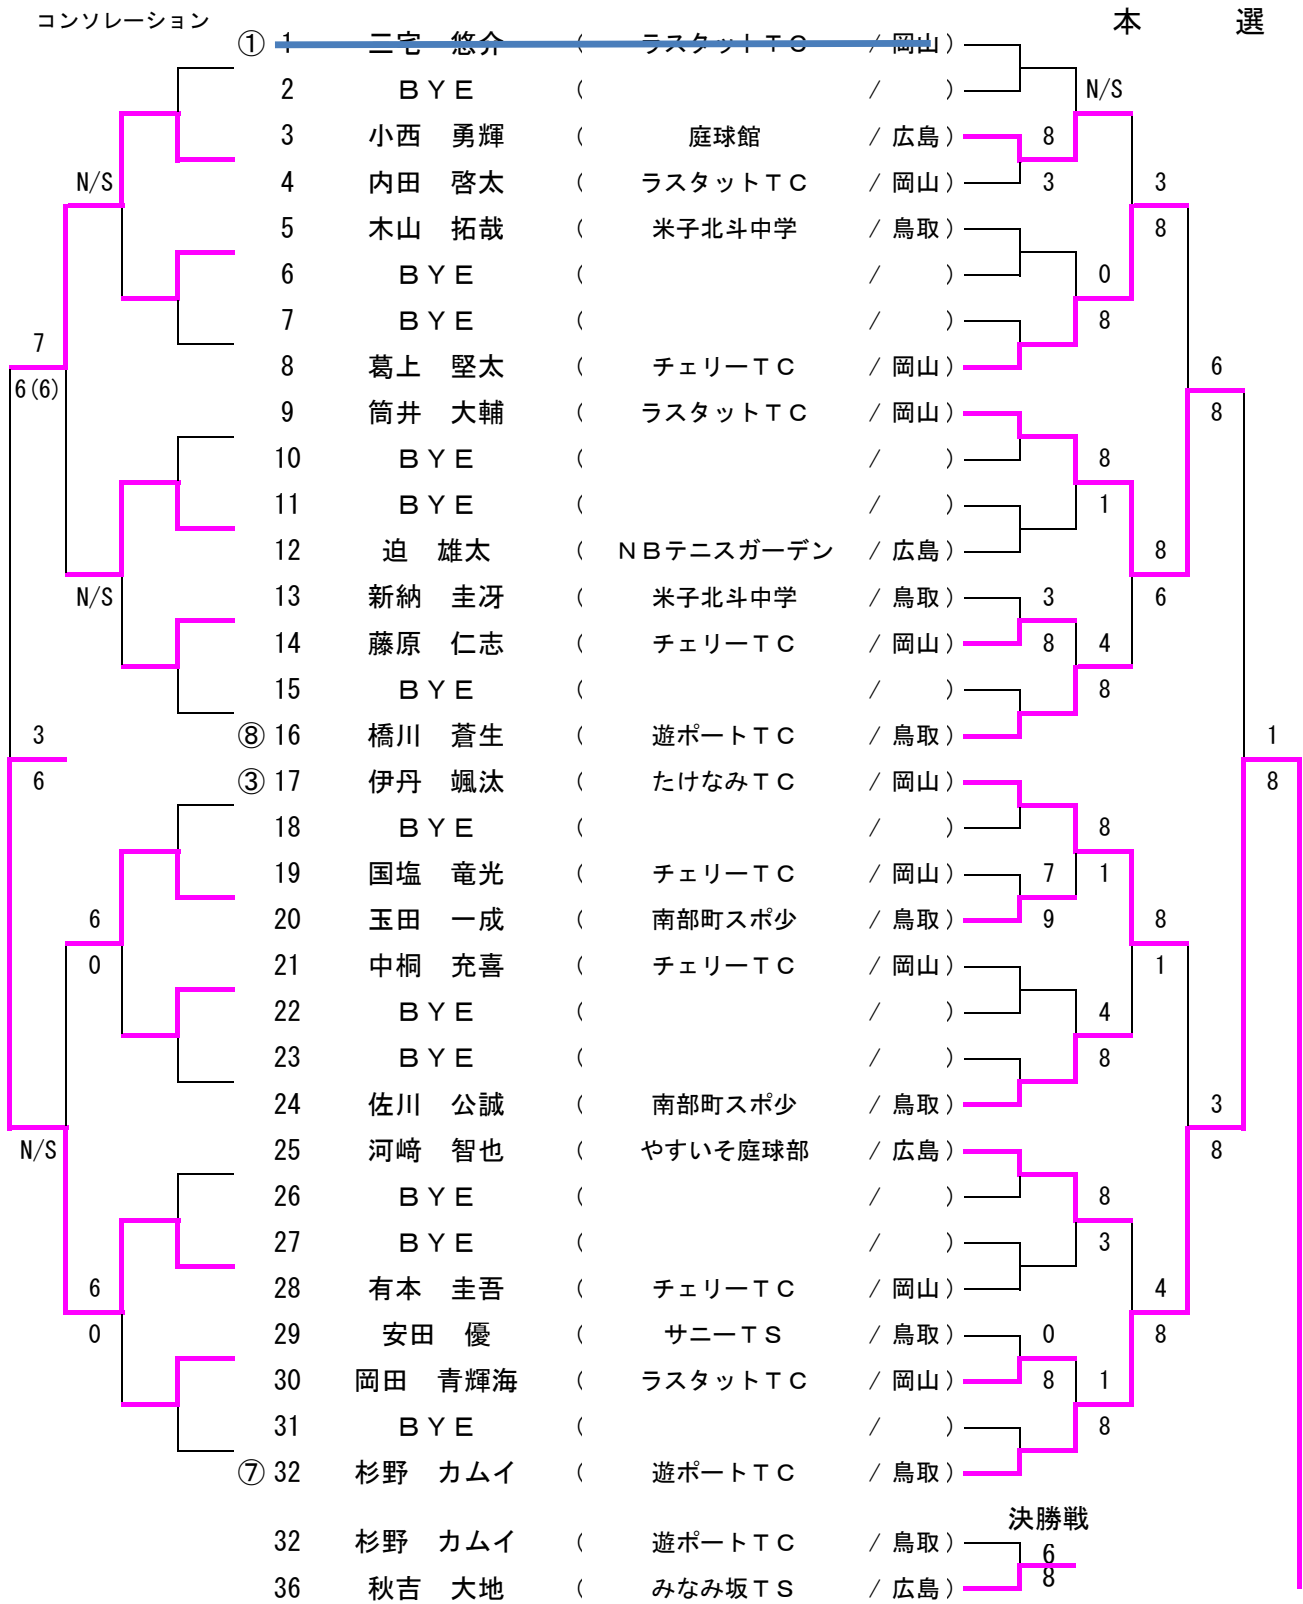 コンソレーション
本　　選
① 1 三宅　悠介 ( ラスタットＴＣ / 岡山 )
2 ＢＹＥ ( / ) N/S
3 小西　勇輝 ( 庭球館 / 広島 ) 8
N/S 4 内田　啓太 ( ラスタットＴＣ / 岡山 ) 3 3
5 木山　拓哉 ( 米子北斗中学 / 鳥取 ) 8
6 ＢＹＥ ( / ) 0
7 ＢＹＥ ( / ) 8
7
8 葛上　堅太 ( チェリーＴＣ / 岡山 ) 6
6(6)
9 筒井　大輔 ( ラスタットＴＣ / 岡山 ) 8
10 ＢＹＥ ( / ) 8
11 ＢＹＥ ( / ) 1
12 迫　雄太 ( ＮＢテニスガーデン / 広島 ) 8
N/S 13 新納　圭冴 ( 米子北斗中学 / 鳥取 ) 3 6
14 藤原　仁志 ( チェリーＴＣ / 岡山 ) 8 4
15 ＢＹＥ ( / ) 8
3 ⑧ 16 橋川　蒼生 ( 遊ポートＴＣ / 鳥取 ) 1
6 ③ 17 伊丹　颯汰 ( たけなみＴＣ / 岡山 ) 8
18 ＢＹＥ ( / ) 8
19 国塩　竜光 ( チェリーＴＣ / 岡山 ) 7 1
6 20 玉田　一成 ( 南部町スポ少 / 鳥取 ) 9 8
0 21 中桐　充喜 ( チェリーＴＣ / 岡山 ) 1
22 ＢＹＥ ( / ) 4
23 ＢＹＥ ( / ) 8
24 佐川　公誠 ( 南部町スポ少 / 鳥取 ) 3
N/S 25 河﨑　智也 ( やすいそ庭球部 / 広島 ) 8
26 ＢＹＥ ( / ) 8
27 ＢＹＥ ( / ) 3
6 28 有本　圭吾 ( チェリーＴＣ / 岡山 ) 4
0 29 安田　優 ( サニーＴＳ / 鳥取 ) 0 8
30 岡田　青輝海 ( ラスタットＴＣ / 岡山 ) 8 1
31 ＢＹＥ ( / ) 8
⑦ 32 杉野　カムイ ( 遊ポートＴＣ / 鳥取 )
決勝戦
32 杉野　カムイ ( 遊ポートＴＣ / 鳥取 ) 6
36 秋吉　大地 ( みなみ坂ＴＳ / 広島 ) 8